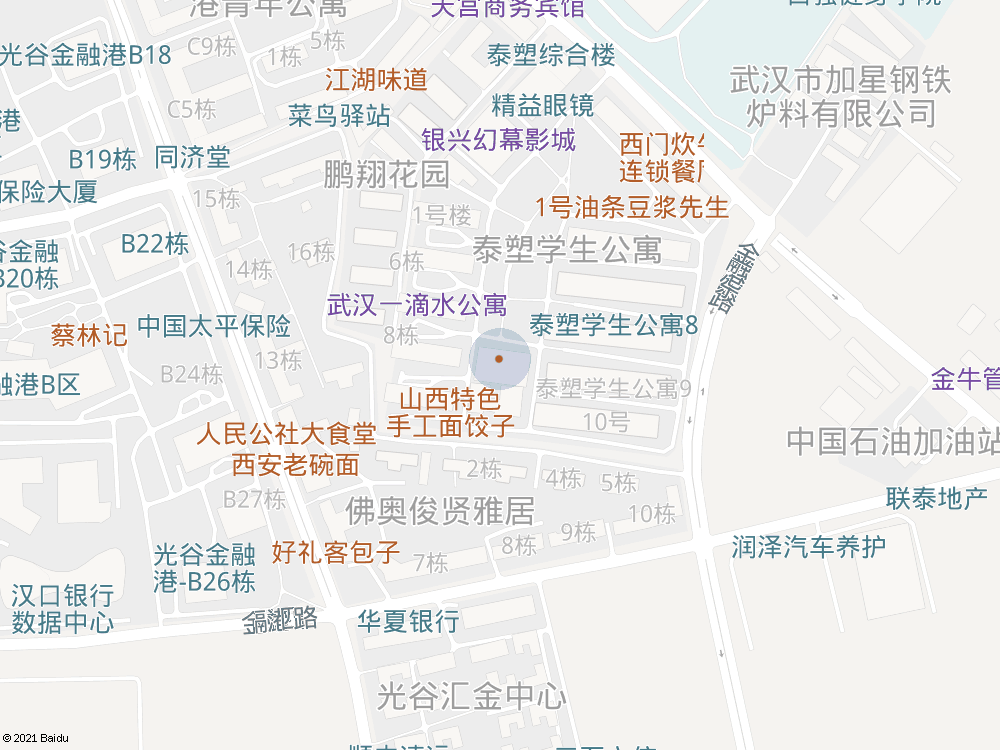 港青年公寓
天宫商务宾馆
C9栋
5栋
1栋
光谷金融港B18
泰塑综合楼
江湖味道
武汉市加星钢铁
炉料有限公司
C5栋
菜鸟驿站
精益眼镜
港
银兴幻幕影城
西门炊
连锁餐
B19栋
同济堂
鹏翔花园
保险大厦
15栋
1号楼
1号油条豆浆先生
B22栋
16栋
泰塑学生公寓
谷金融
B20栋
14栋
6栋
武汉一滴水公寓
蔡林记
中国太平保险
8栋
泰塑学生公寓8
13栋
B24栋
融港B区
金牛管
泰塑学生公寓9
山西特色
手工面饺子
10号
人民公社大食堂
中国石油加油站
西安老碗面
2栋
4栋
5栋
B27栋
联泰地产
佛奥俊贤雅居
10栋
9栋
8栋
润泽汽车养护
光谷金融
港-B26栋
好礼客包子
7栋
汉口银行
数据中心
华夏银行
光谷汇金中心
© 2021 Baidu